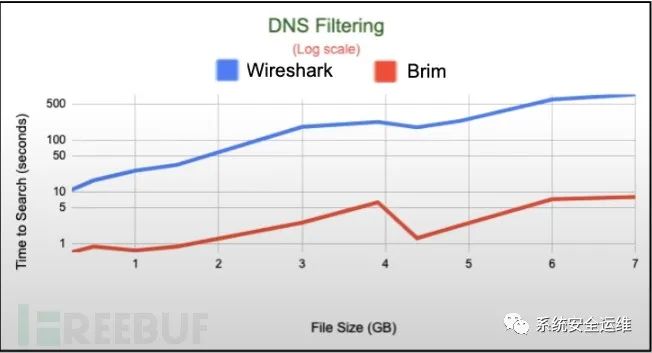 DNS Filtering
(Log scale)
Wireshark Brim
Time to Search (seconds)
500
100
50
10
5
1
1 2 3 4 5 6 7
File Size (GB)
FREEBUF
系统安全运维